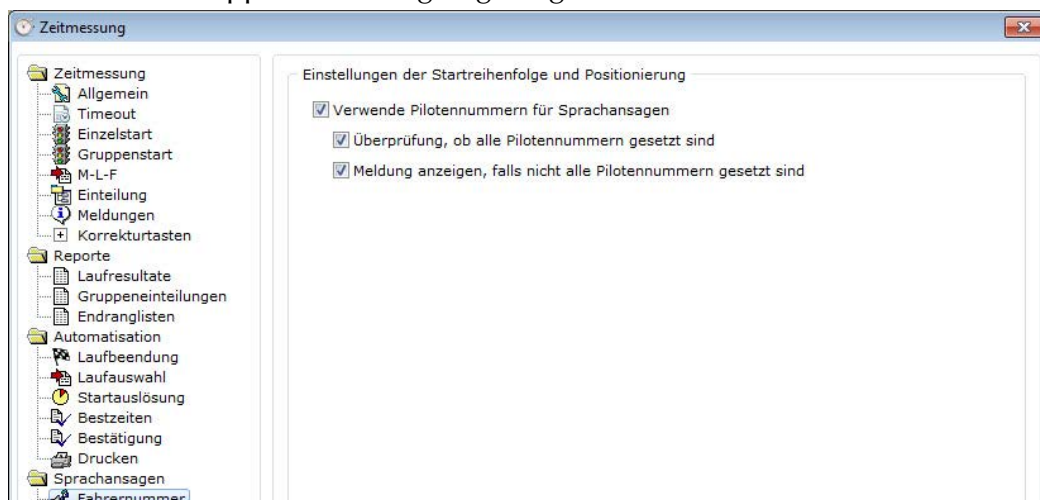 Zeitmessung
Zeitmessung
Allgemein
Timeout
Einzelstart
Gruppenstart
M-L-F
Einteilung
Meldungen
Korrekturtasten
Reporte
Laufresultate
Gruppeneinteilungen
Endranglisten
Automatisation
Laufbeendung
Laufauswahl
Startauslösung
Bestzeiten
Bestätigung
Drucken
Sprachansagen
Fahrernummer
Einstellungen der Startreihenfolge und Positionierung
Verwende Pilotennummern für Sprachansagen
Überprüfung, ob alle Pilotennummern gesetzt sind
Meldung anzeigen, falls nicht alle Pilotennummern gesetzt sind